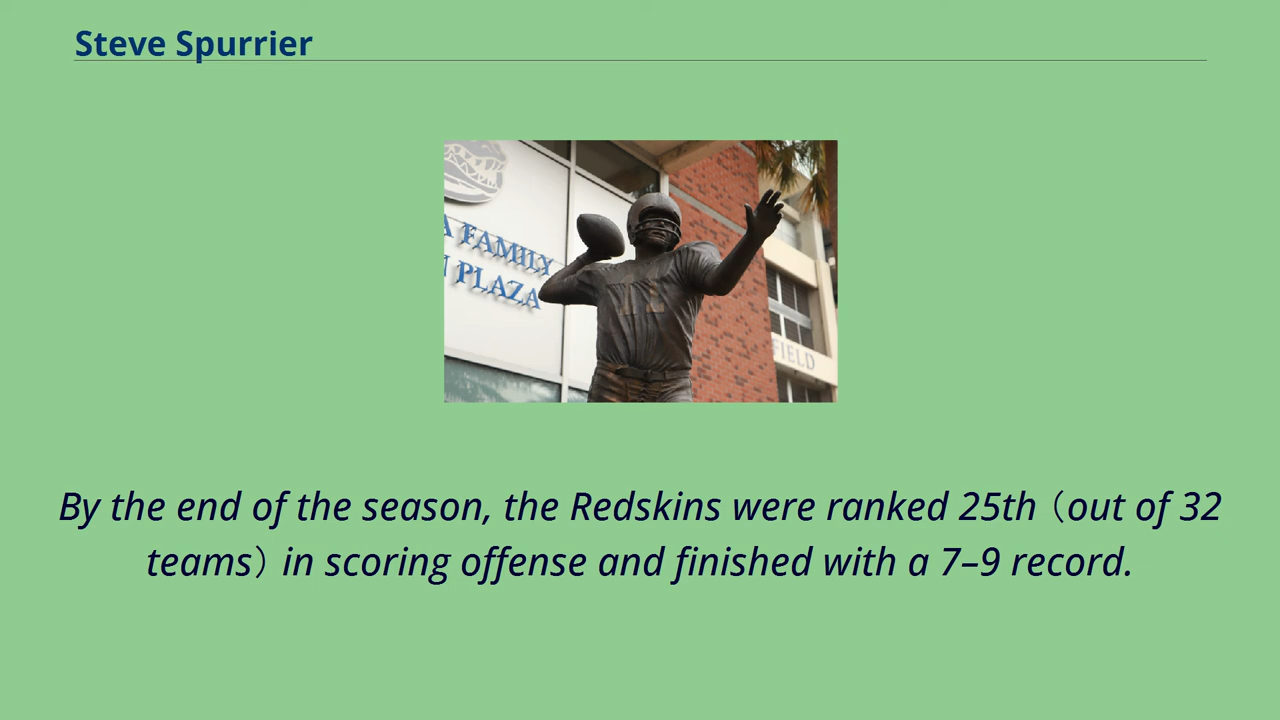 Steve Spurrier
A FAMILY
PLAZA
FIELD
By the end of the season, the Redskins were ranked 25th（out of 32
teams）in scoring offense and finished with a 7–9 record.